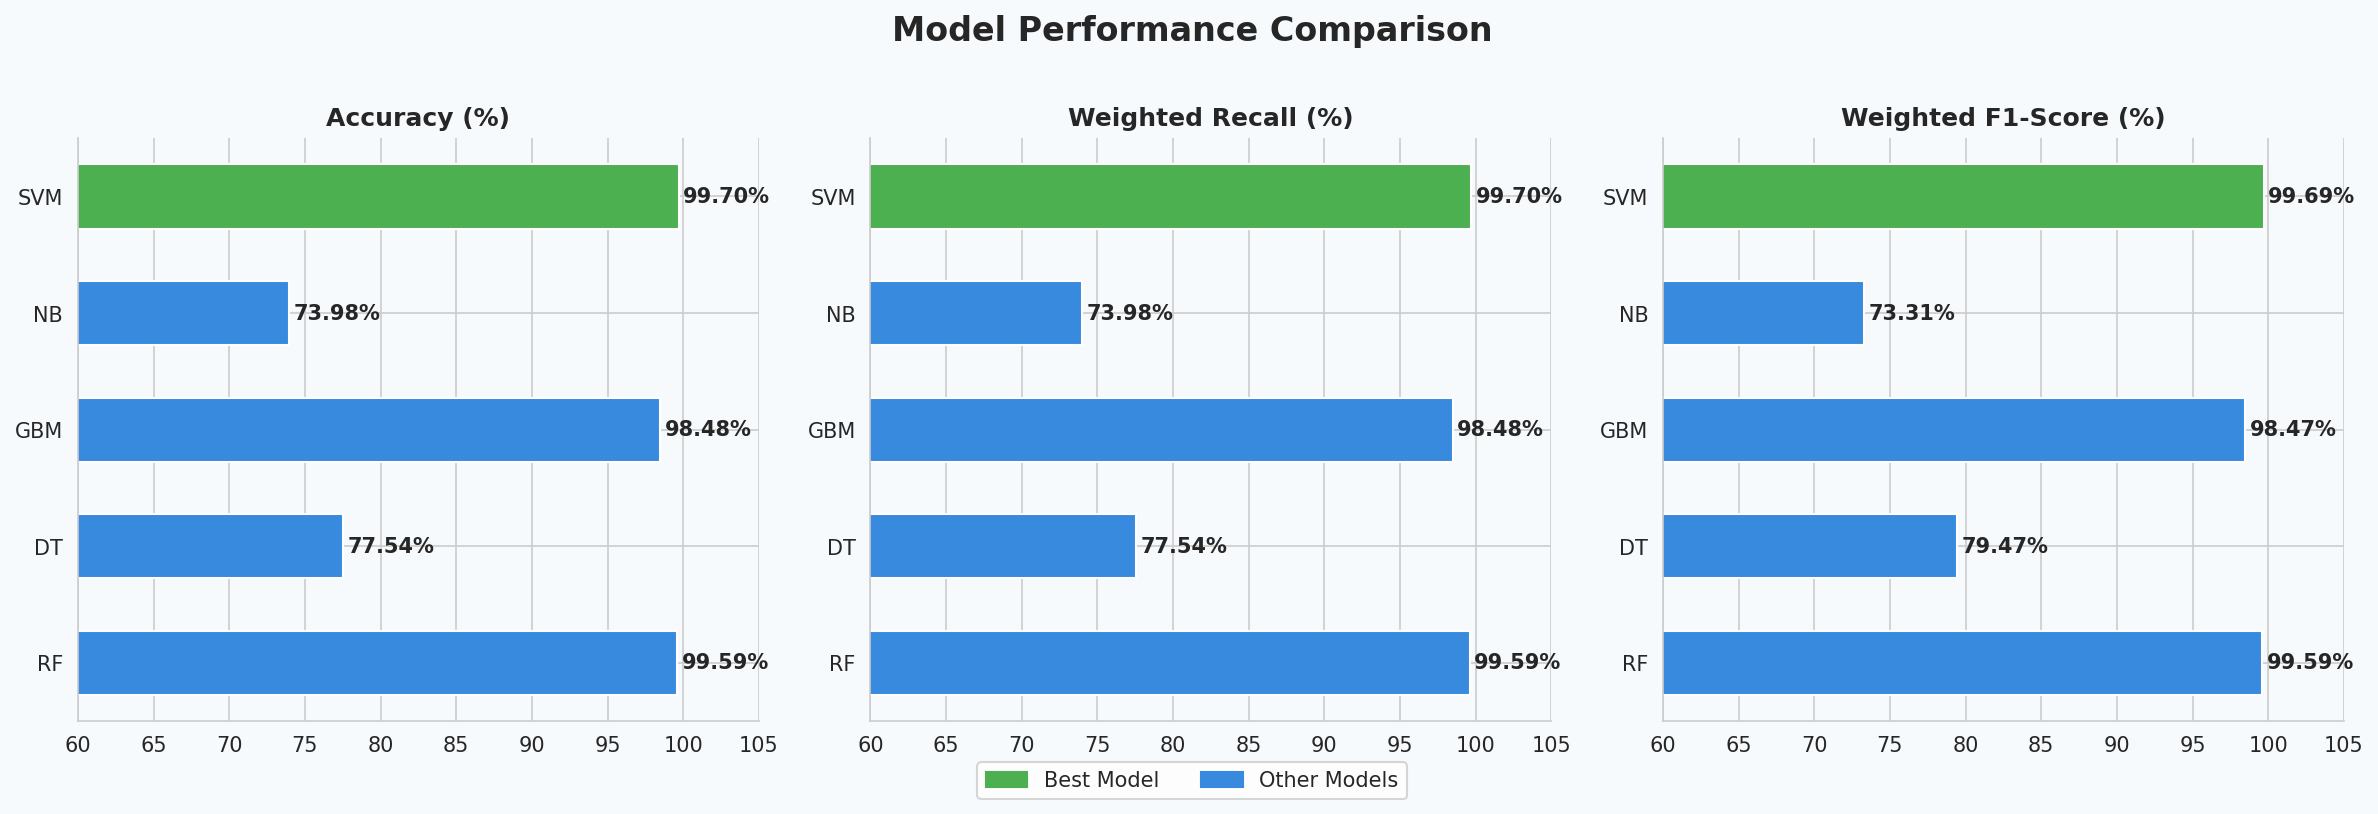 Model Performance Comparison
Accuracy (%)
SVM 99.70%
NB 73.98%
GBM 98.48%
DT 77.54%
RF 99.59%
60 65 70 75 80 85 90 95 100 105
Weighted Recall (%)
SVM 99.70%
NB 73.98%
GBM 98.48%
DT 77.54%
RF 99.59%
60 65 70 75 80 85 90 95 100 105
Weighted F1-Score (%)
SVM 99.69%
NB 73.31%
GBM 98.47%
DT 79.47%
RF 99.59%
60 65 70 75 80 85 90 95 100 105
Best Model Other Models